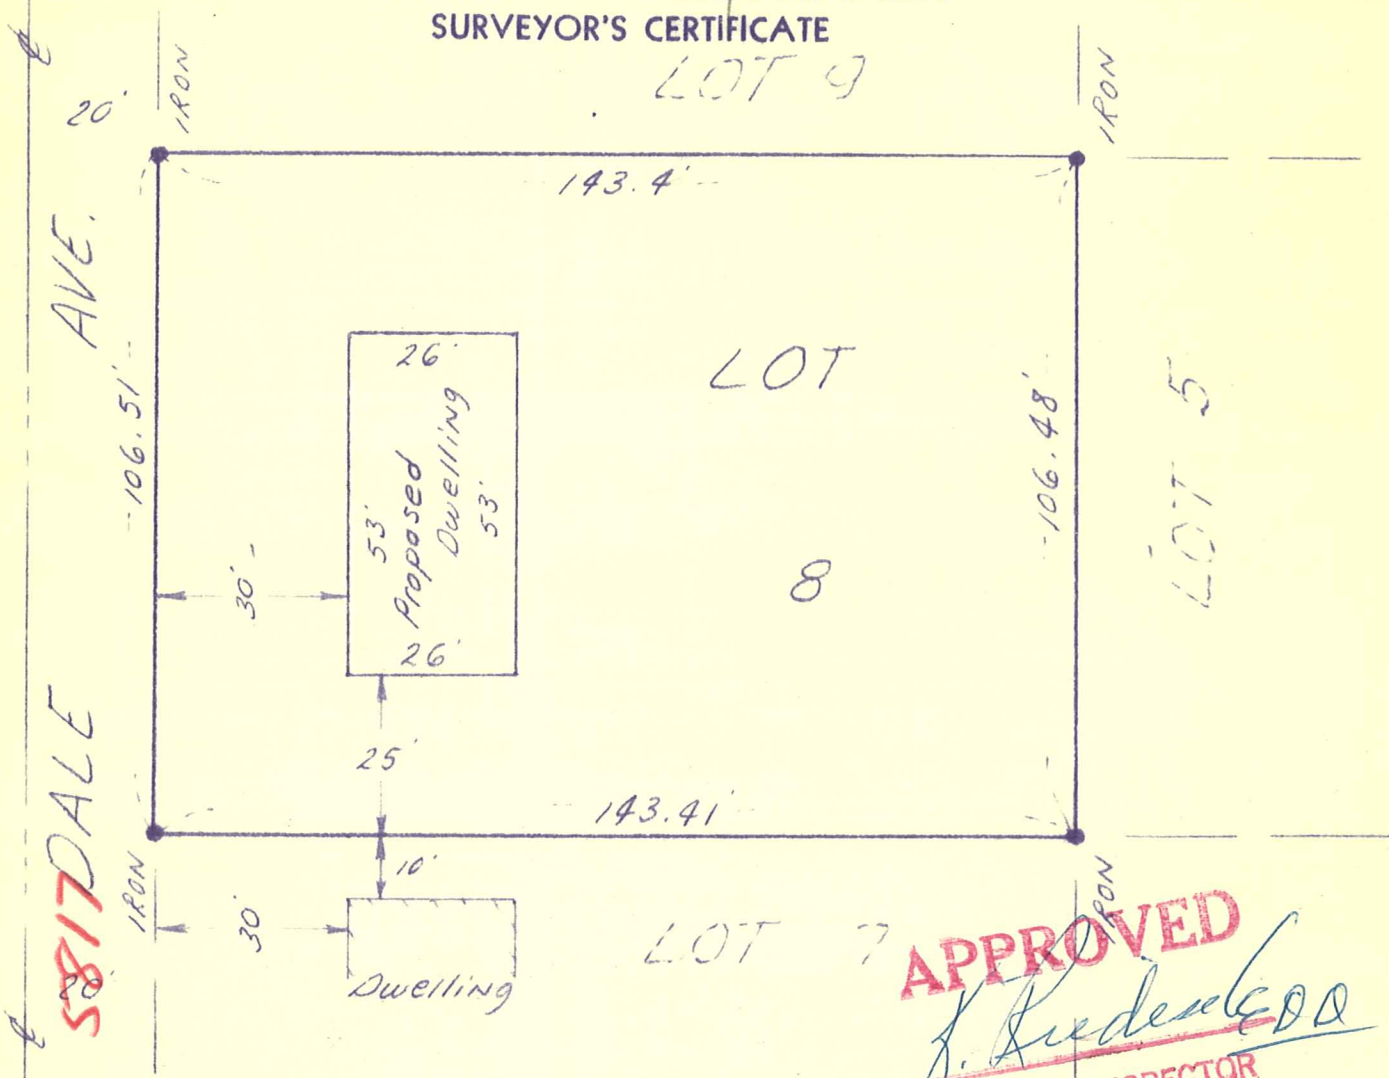 SURVEYOR'S CERTIFICATE
LOT 9
℄
20'
IRON
IRON
143.4'
AVE.
106.51'
26'
LOT
106.48'
LOT 5
53'
Proposed
Dwelling
53'
30'
8
26'
25'
143.41'
DALE
5817
IRON
10'
IRON
30'
LOT 7
APPROVED
20'
Dwelling
℄